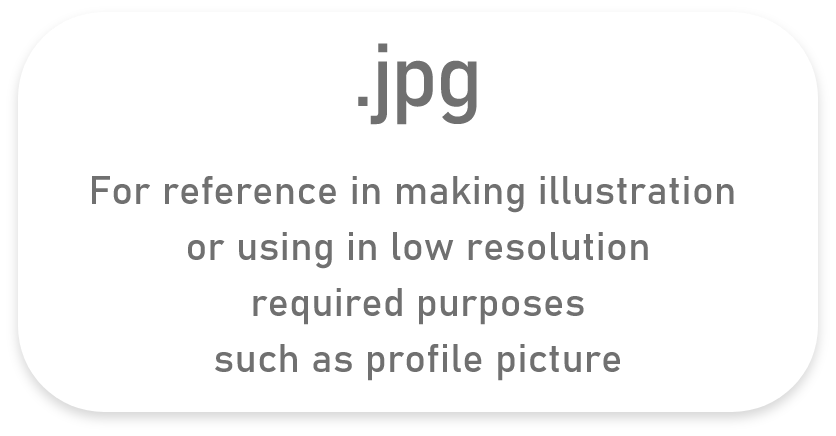 .jpg
For reference in making illustration
or using in low resolution
required purposes
such as profile picture